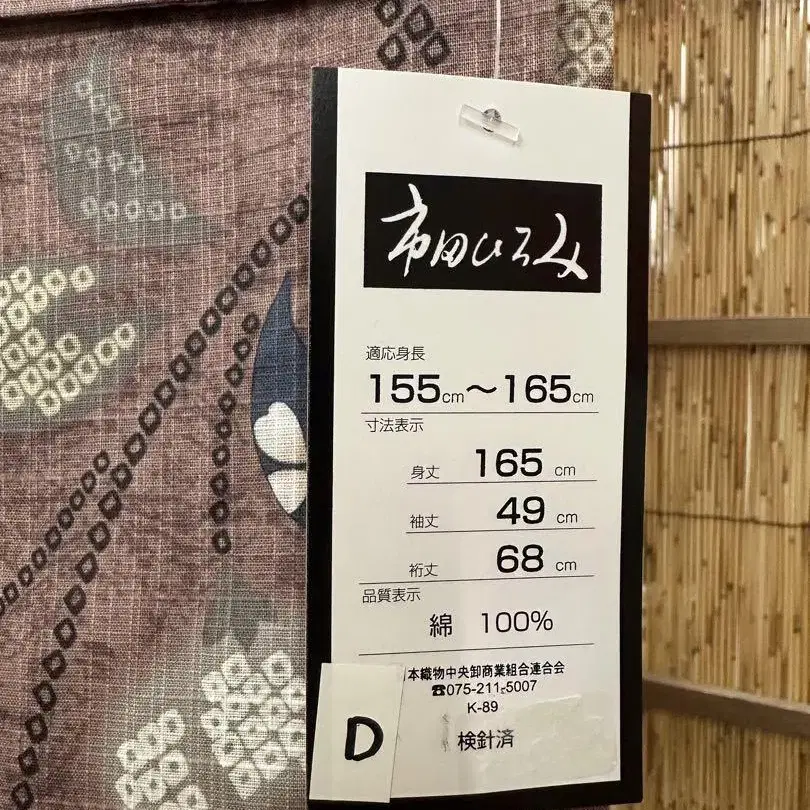 市田ひろみ
適応身長
155cm～165cm
寸法表示
身丈 165 cm
袖丈 49 cm
裄丈 68 cm
品質表示
綿 100%
本織物中央卸商業組合連合会
☎075-211-5007
K-89
検針済
D